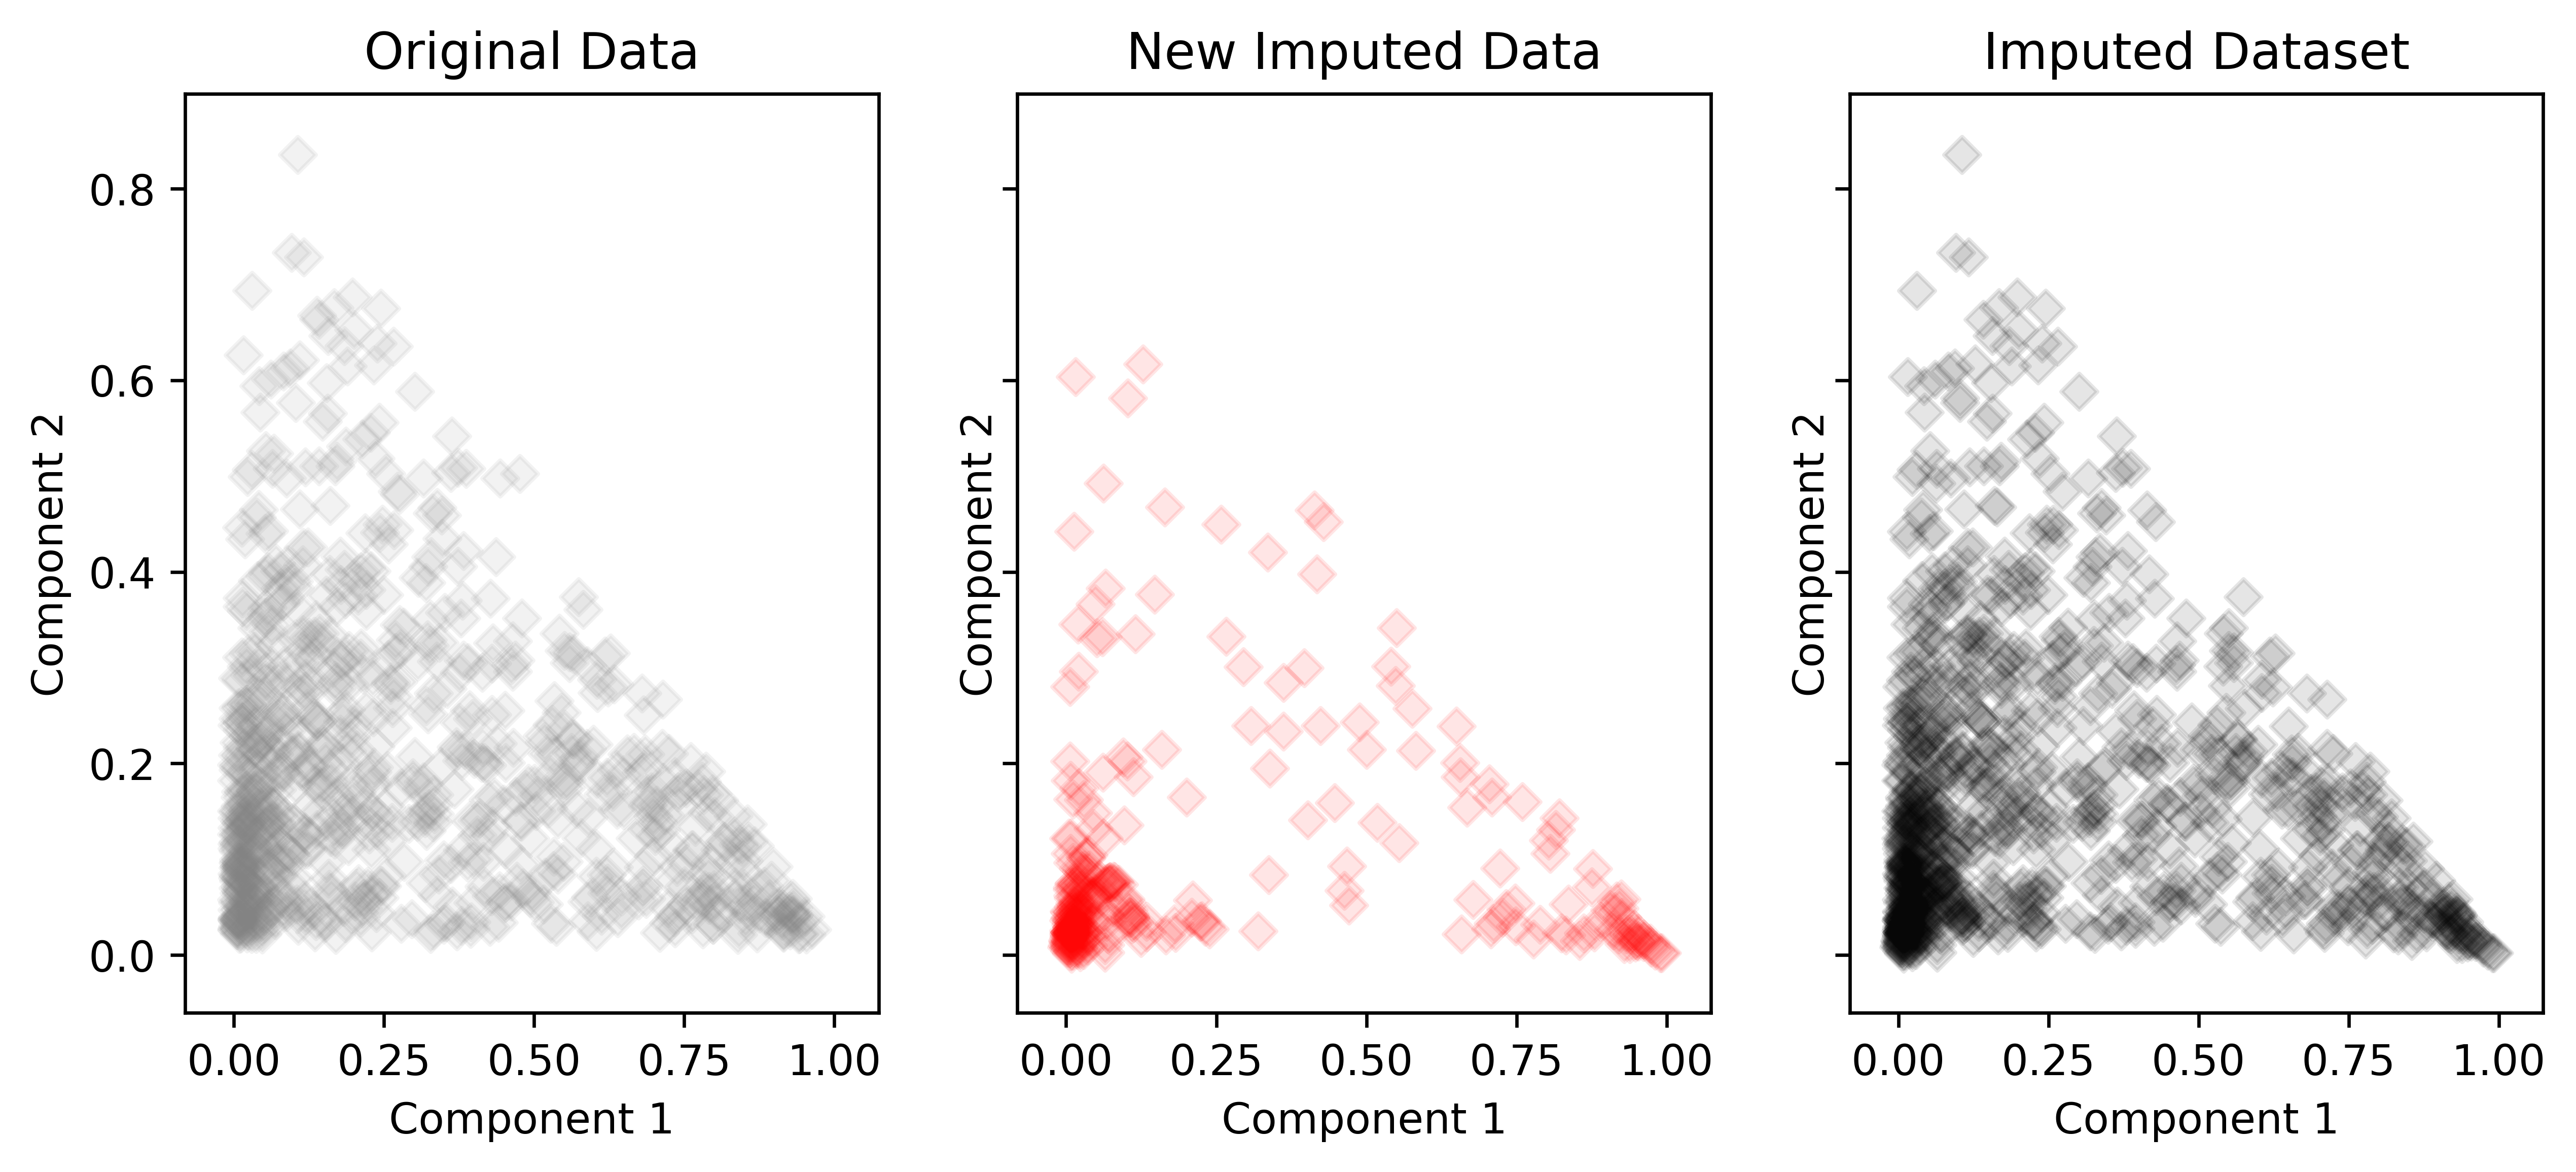 Original Data
New Imputed Data
Imputed Dataset
Component 2
0.8
0.6
0.4
0.2
0.0
0.00 0.25 0.50 0.75 1.00
Component 1
Component 2
0.00 0.25 0.50 0.75 1.00
Component 1
Component 2
0.00 0.25 0.50 0.75 1.00
Component 1